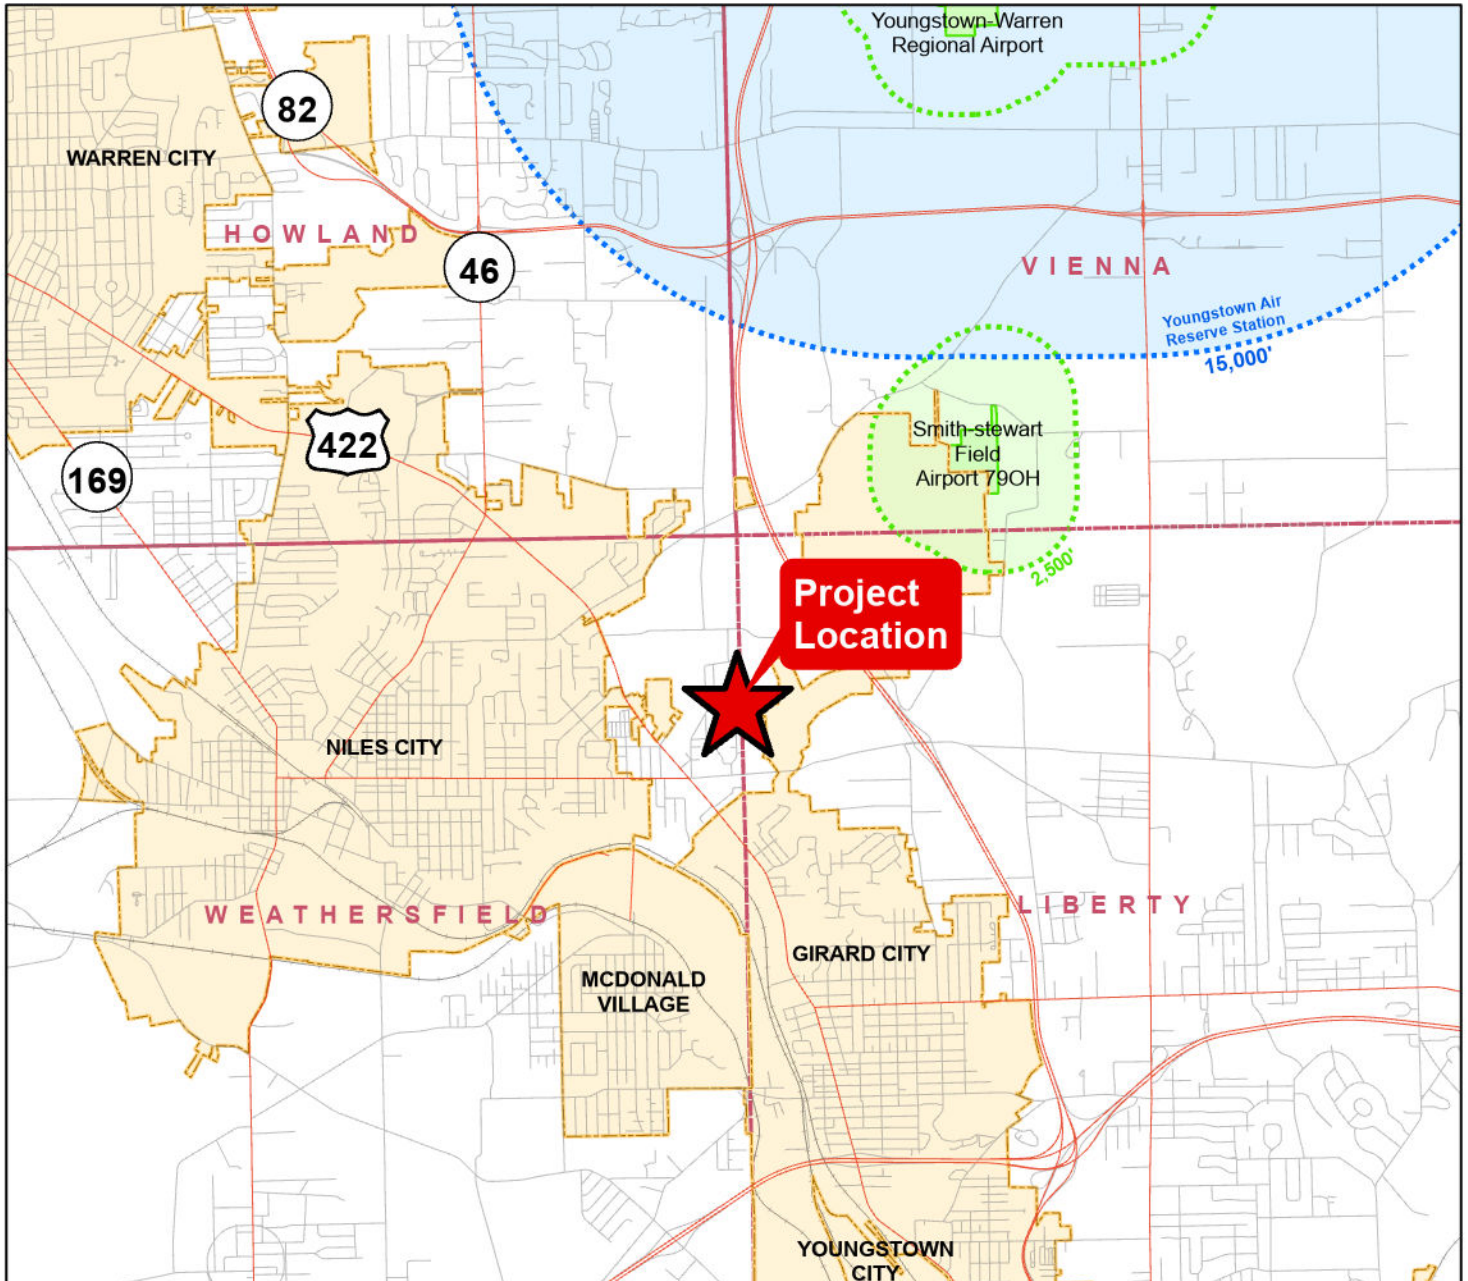 Youngstown-Warren
Regional Airport
82
WARREN CITY
HOWLAND
46
VIENNA
Youngstown Air
Reserve Station
15,000'
422
Smith-stewart
Field
Airport 79OH
169
2,500'
Project
Location
NILES CITY
WEATHERSFIELD
LIBERTY
GIRARD CITY
MCDONALD
VILLAGE
YOUNGSTOWN
CITY